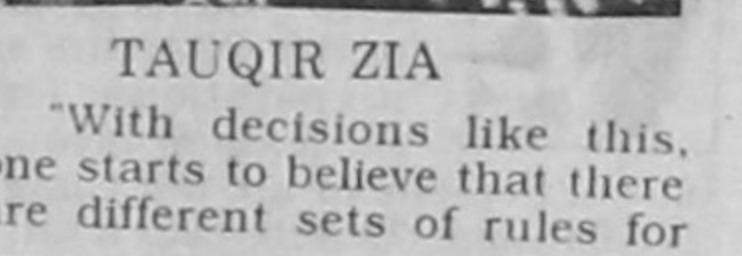 TAUQIR ZIA
"With decisions like this,
ne starts to believe that there
re different sets of rules for